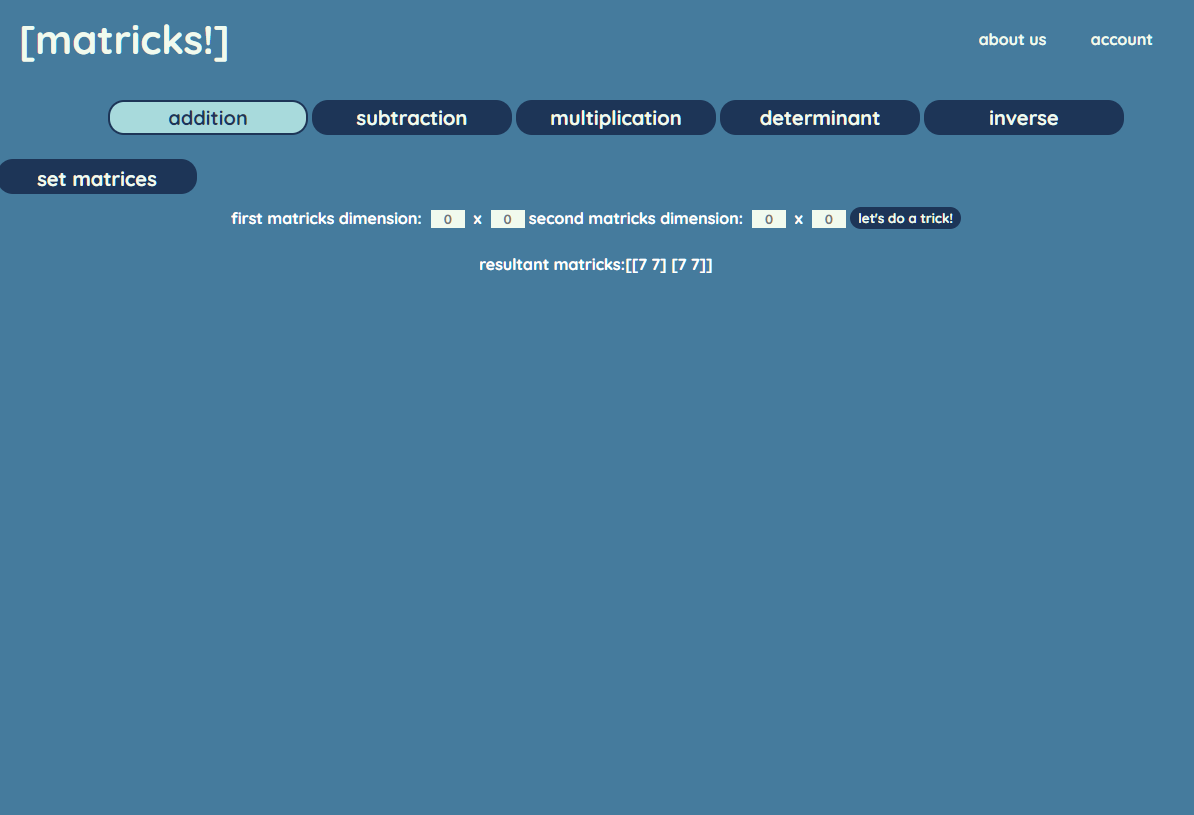 [matricks!] about us account
addition subtraction multiplication determinant inverse
set matrices
first matricks dimension: 0 x 0 second matricks dimension: 0 x 0 let's do a trick!
resultant matricks:[[7 7] [7 7]]